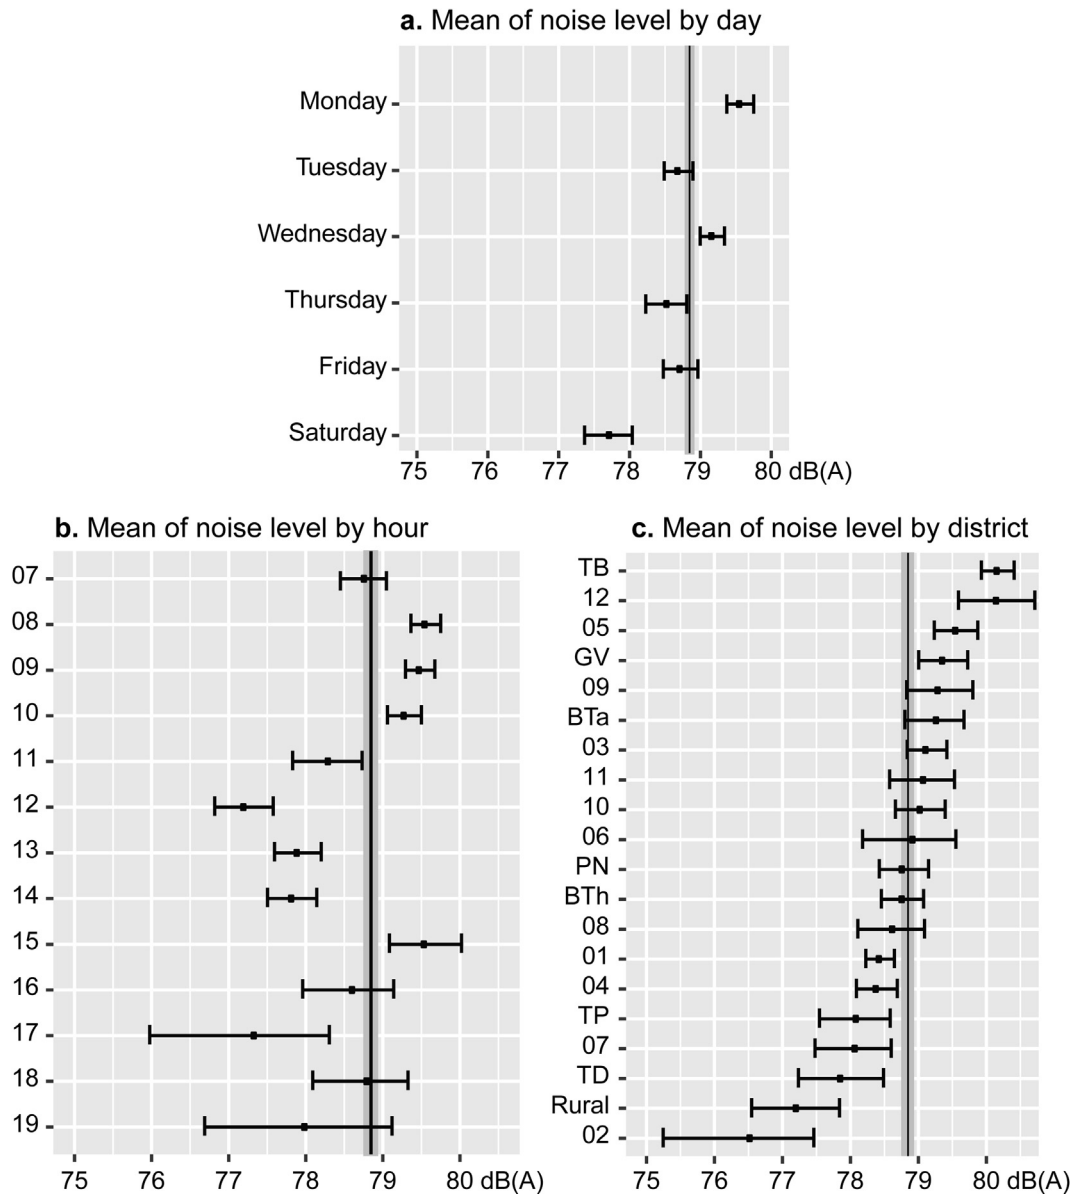 a. Mean of noise level by day
Monday
Tuesday
Wednesday
Thursday
Friday
Saturday
75 76 77 78 79 80 dB(A)
b. Mean of noise level by hour
07
08
09
10
11
12
13
14
15
16
17
18
19
75 76 77 78 79 80 dB(A)
c. Mean of noise level by district
TB
12
05
GV
09
BTa
03
11
10
06
PN
BTh
08
01
04
TP
07
TD
Rural
02
75 76 77 78 79 80 dB(A)